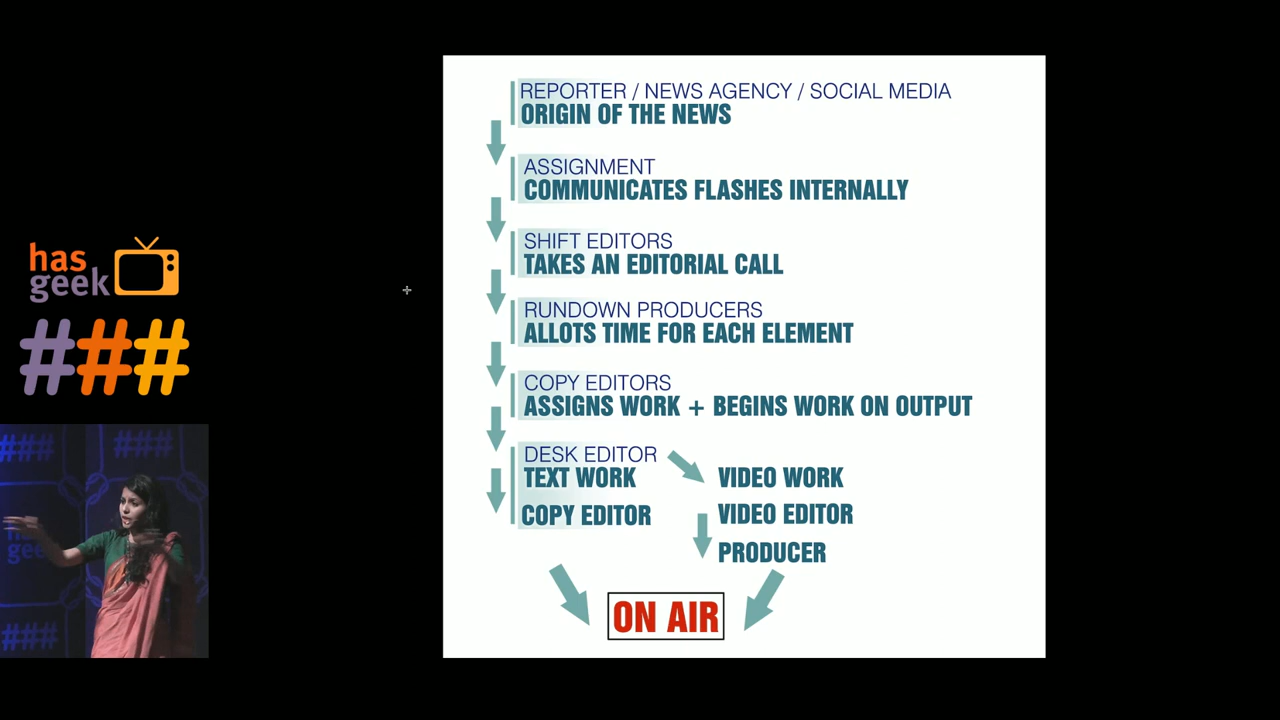 REPORTER / NEWS AGENCY / SOCIAL MEDIA
ORIGIN OF THE NEWS
ASSIGNMENT
COMMUNICATES FLASHES INTERNALLY
SHIFT EDITORS
TAKES AN EDITORIAL CALL
RUNDOWN PRODUCERS
ALLOTS TIME FOR EACH ELEMENT
COPY EDITORS
ASSIGNS WORK + BEGINS WORK ON OUTPUT
DESK EDITOR
TEXT WORK
COPY EDITOR
VIDEO WORK
VIDEO EDITOR
PRODUCER
ON AIR
has
geek
###
###
###
has
geek
###